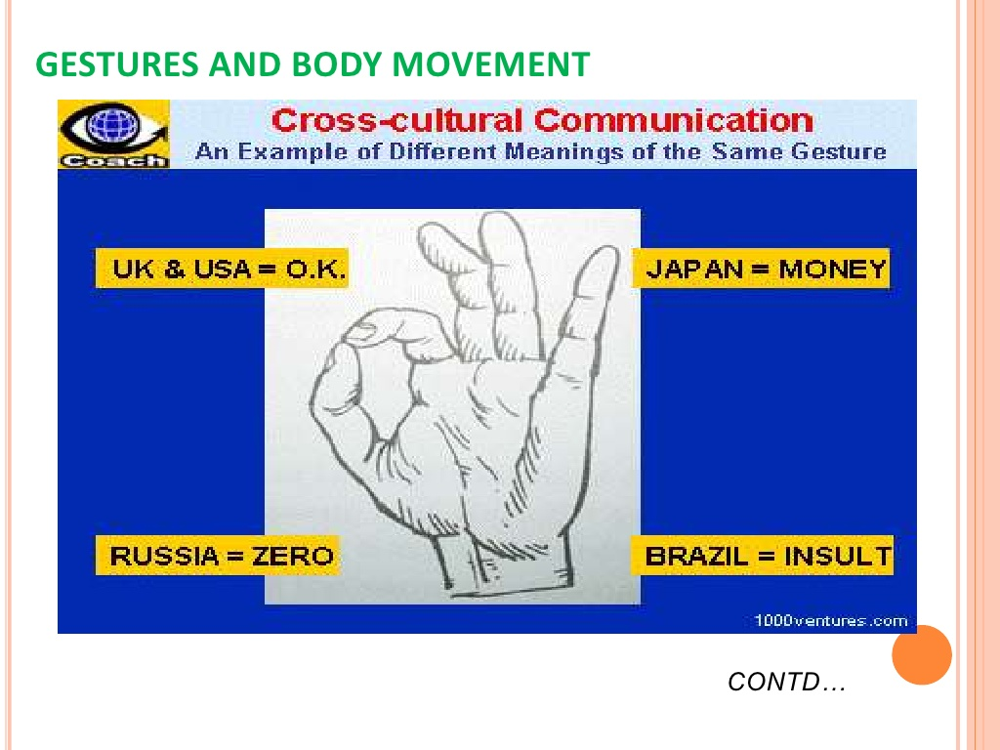 GESTURES AND BODY MOVEMENT
Coach
Cross-cultural Communication
An Example of Different Meanings of the Same Gesture
UK & USA = O.K.
JAPAN = MONEY
RUSSIA = ZERO
BRAZIL = INSULT
1000ventures.com
CONTD...